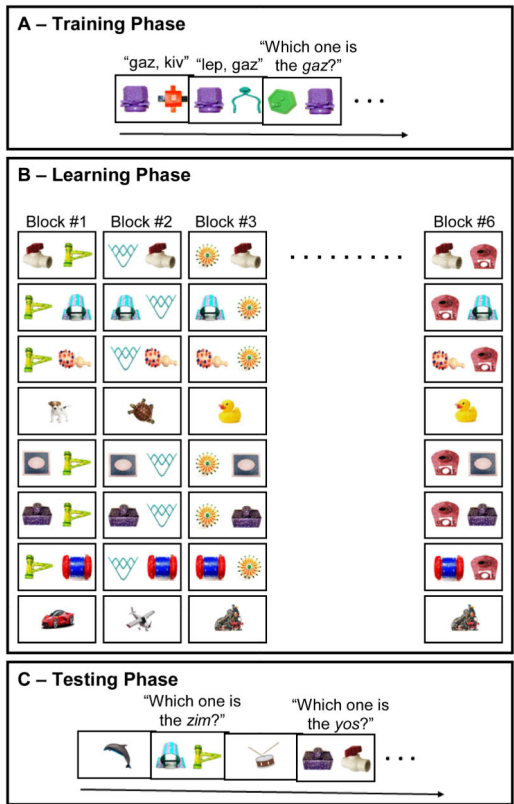 A – Training Phase
“Which one is
“gaz, kiv” “lep, gaz” the gaz?”
B – Learning Phase
Block #1 Block #2 Block #3 Block #6
C – Testing Phase
“Which one is “Which one is
the zim?” the yos?”